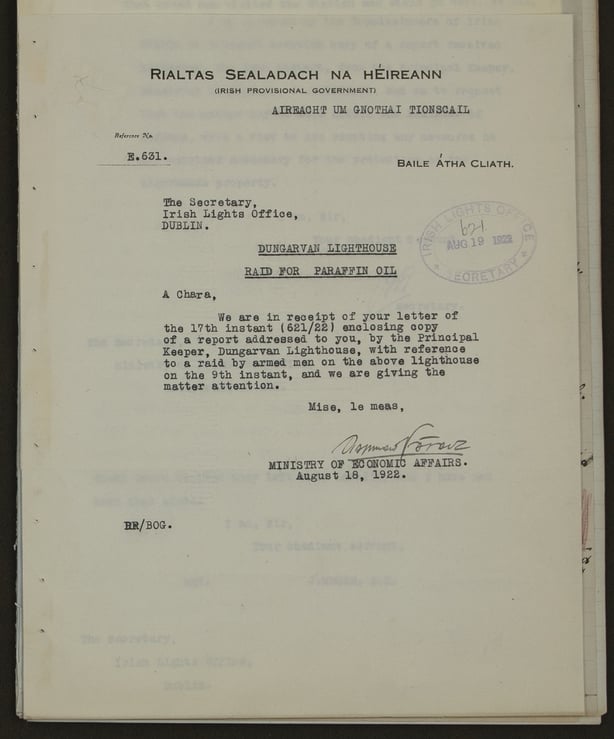 RIALTAS SEALADACH NA HÉIREANN
(IRISH PROVISIONAL GOVERNMENT)
AIREACHT UM GNOTHAI TIONSCAIL
Reference No.
E.631.
BAILE ÁTHA CLIATH.
The Secretary,
Irish Lights Office,
DUBLIN.
IRISH LIGHTS OFFICE
621
AUG 19 1922
SECRETARY
DUNGARVAN LIGHTHOUSE
RAID FOR PARAFFIN OIL
A Chara,
We are in receipt of your letter of
the 17th instant (621/22) enclosing copy
of a report addressed to you, by the Principal
Keeper, Dungarvan Lighthouse, with reference
to a raid by armed men on the above lighthouse
on the 9th instant, and we are giving the
matter attention.
Mise, le meas,
MINISTRY OF ECONOMIC AFFAIRS.
August 18, 1922.
RR/BOG.